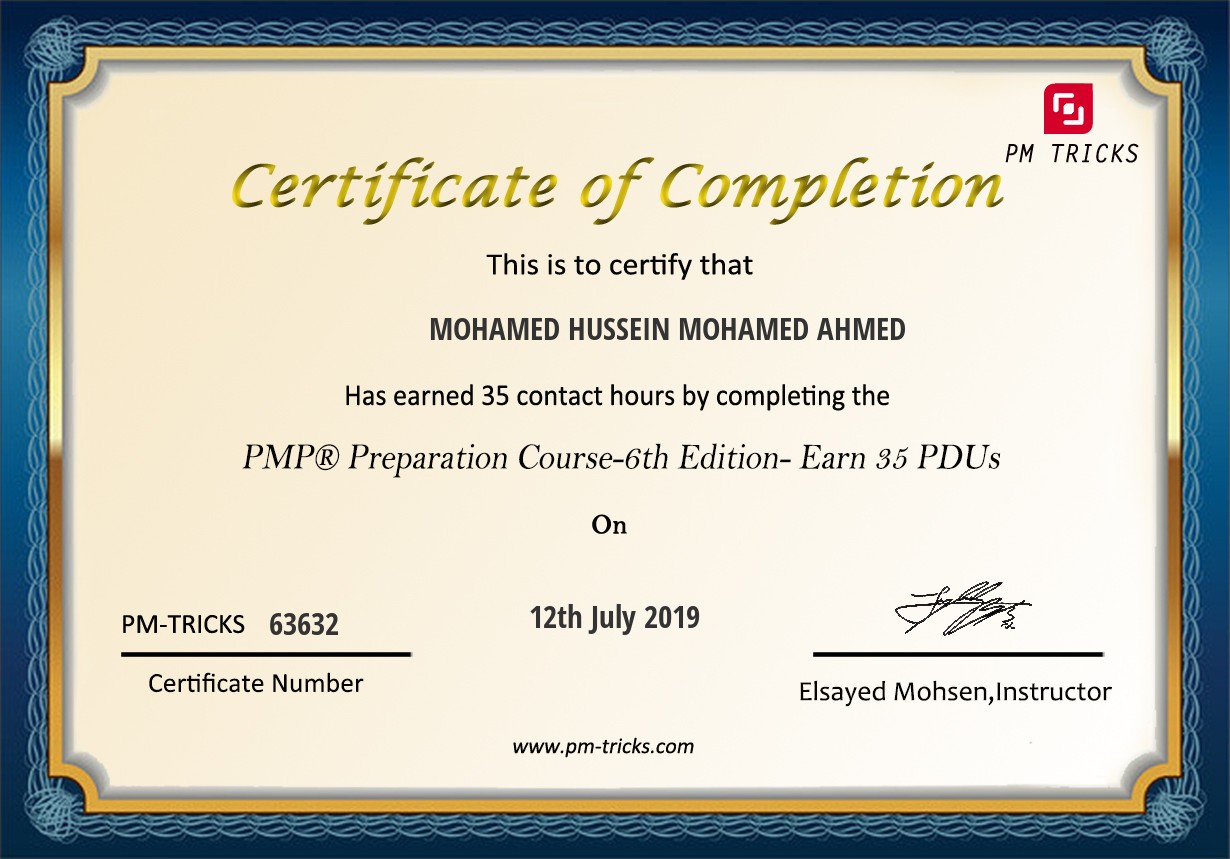 PM TRICKS
Certificate of Completion
This is to certify that
MOHAMED HUSSEIN MOHAMED AHMED
Has earned 35 contact hours by completing the
PMP® Preparation Course-6th Edition- Earn 35 PDUs
On
PM-TRICKS 63632
12th July 2019
Certificate Number
Elsayed Mohsen,Instructor
www.pm-tricks.com